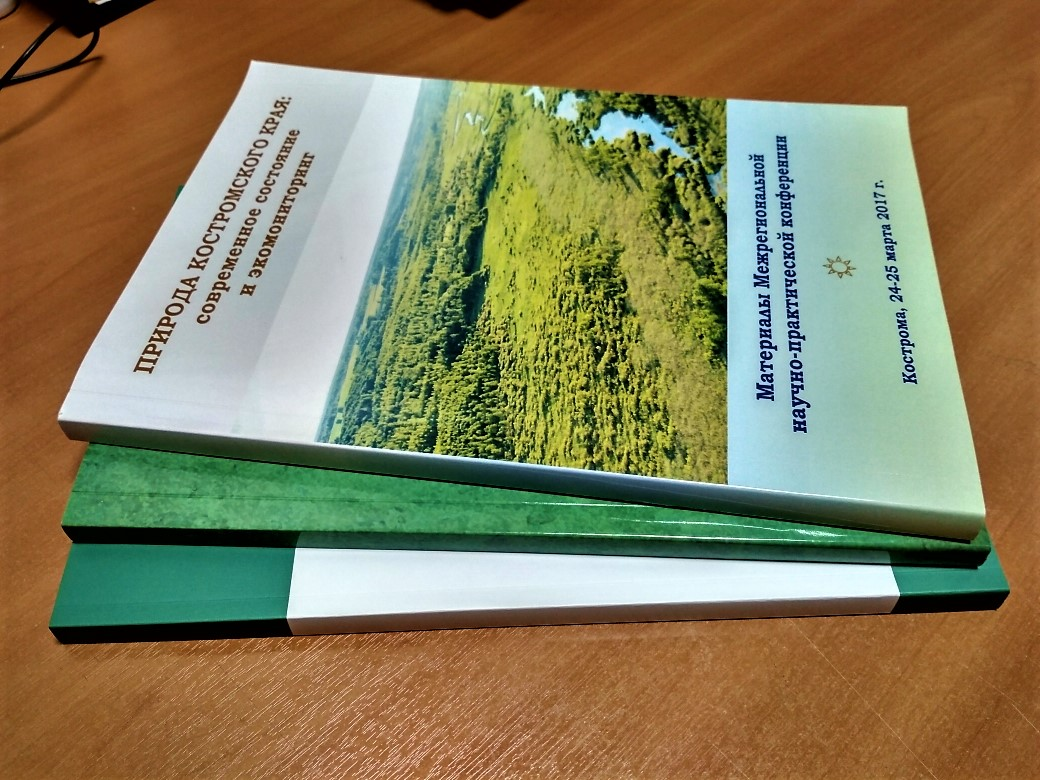 ПРИРОДА КОСТРОМСКОГО КРАЯ:
современное состояние
и экомониторинг
Материалы Межрегиональной
научно-практической конференции
Кострома, 24-25 марта 2017 г.